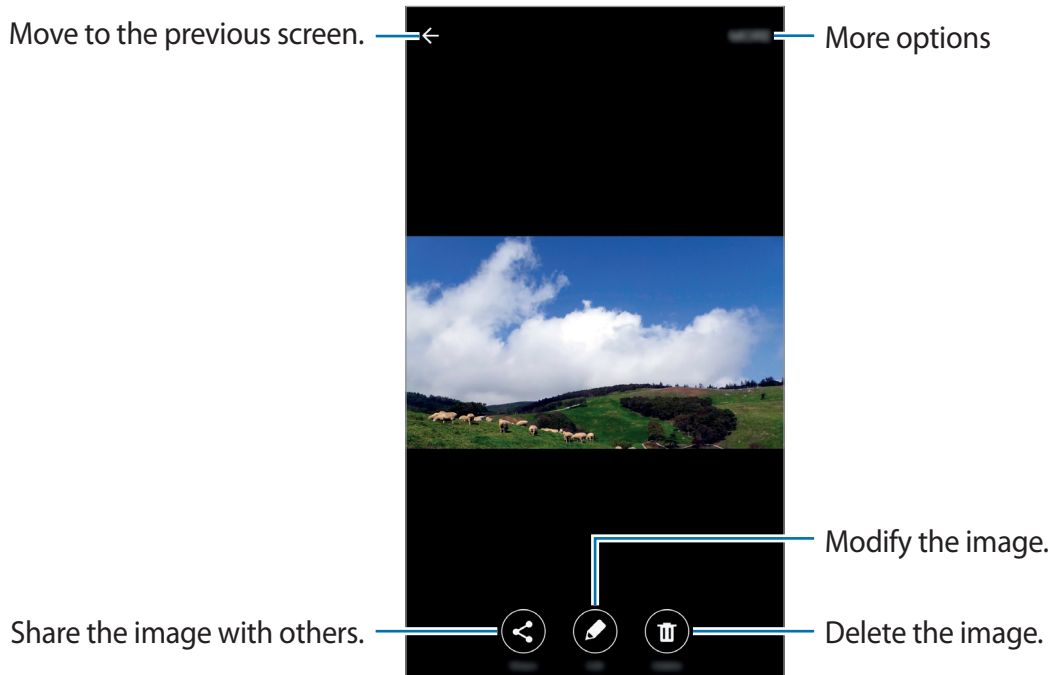 Move to the previous screen.
More options
Modify the image.
Share the image with others.
Delete the image.